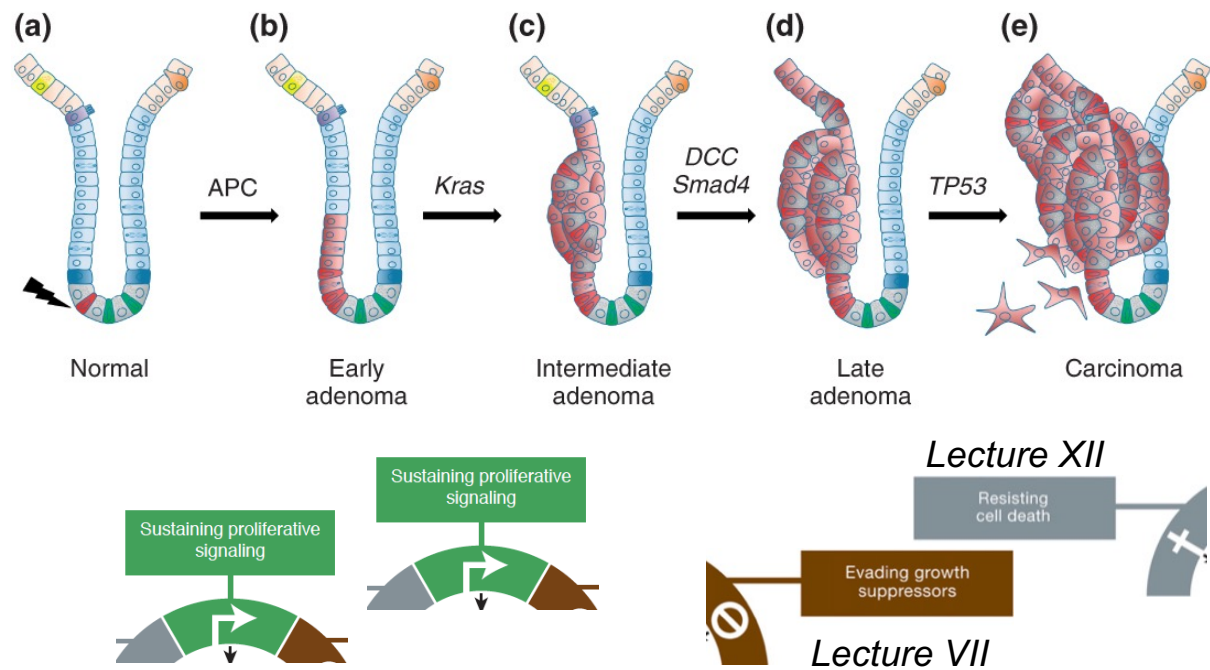 (a)
(b)
(c)
(d)
(e)
APC
Kras
DCC
Smad4
TP53
Normal
Early
adenoma
Intermediate
adenoma
Late
adenoma
Carcinoma
Sustaining proliferative
signaling
Sustaining proliferative
signaling
Lecture XII
Resisting
cell death
Evading growth
suppressors
Lecture VII